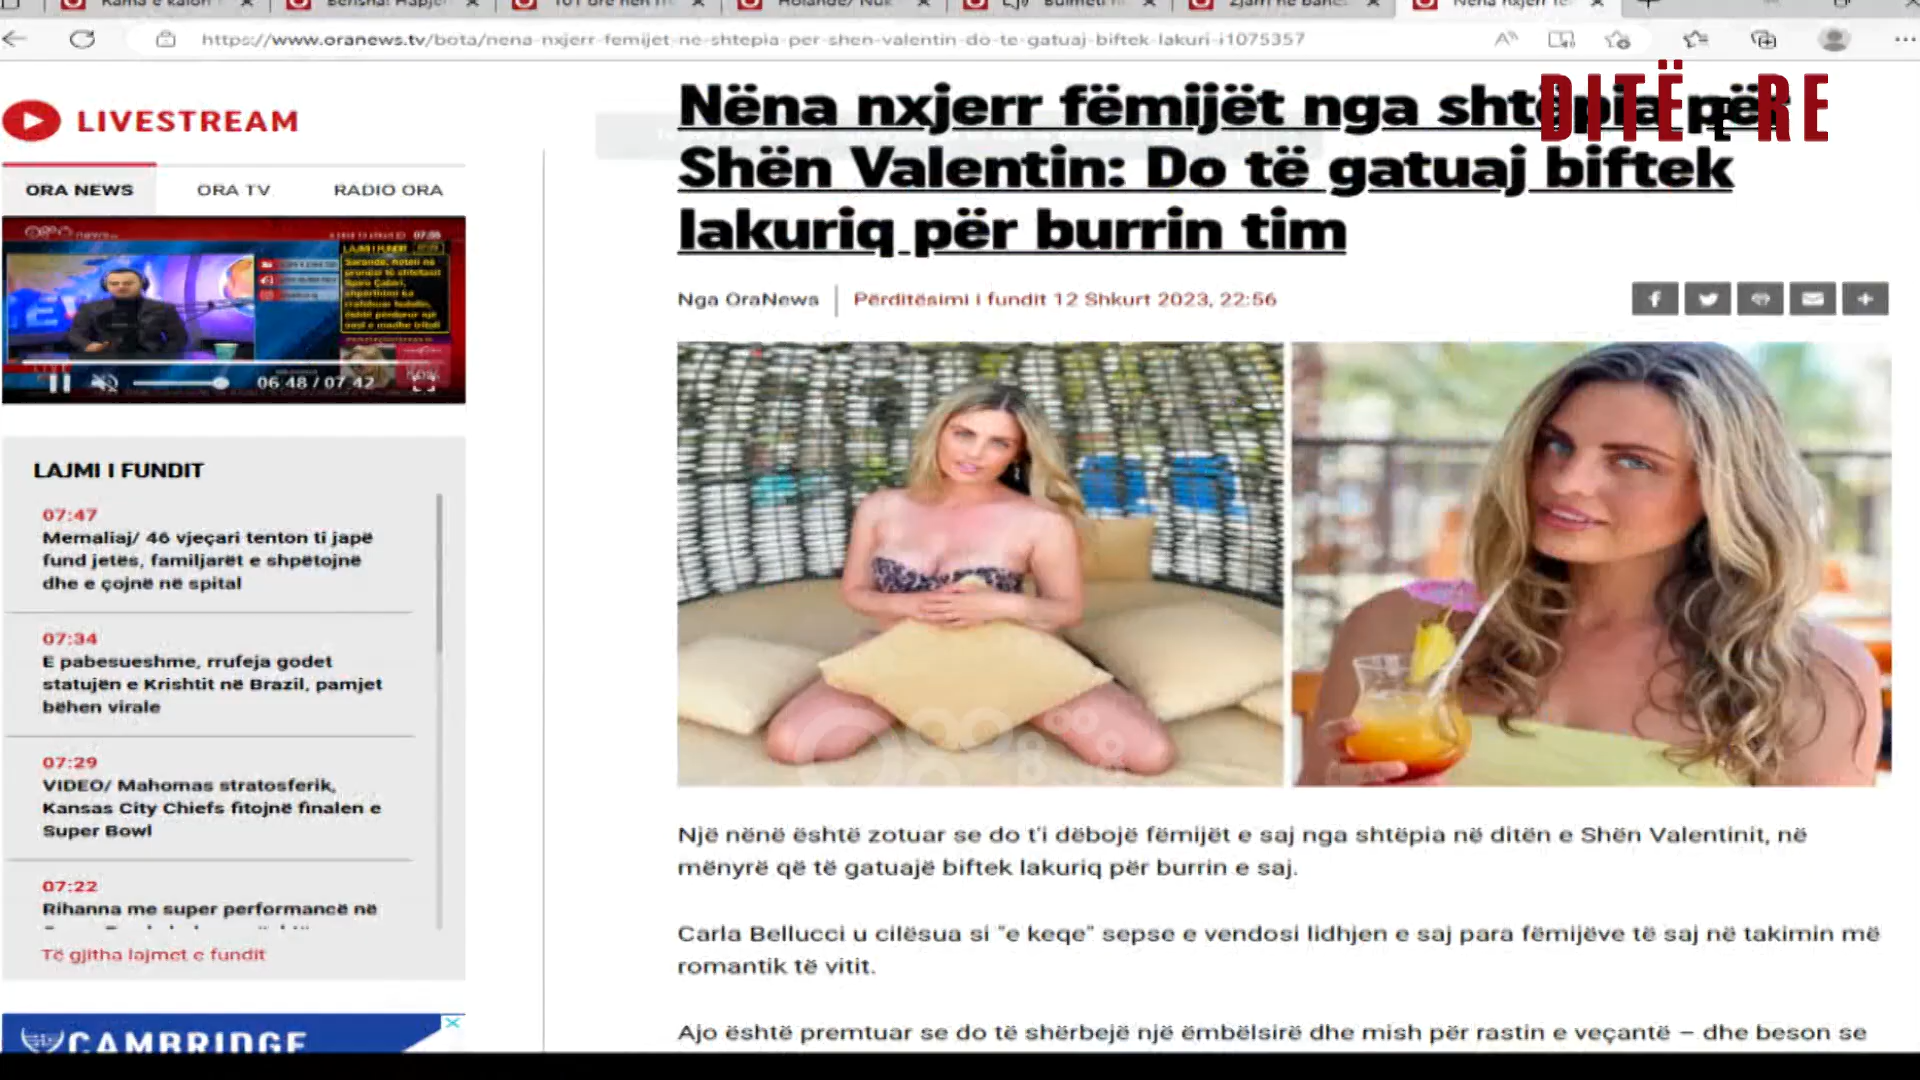 https://www.oranews.tv/bota/nena-nxjerr-femijet-ne-shtepia-per-shen-valentin-do-te-gatuaj-biftek-lakuri-i1075357
DITË E RE
LIVESTREAM
ORA NEWS
ORA TV
RADIO ORA
07:05
LAJMI I FUNDIT
06:48 / 07:42
LAJMI I FUNDIT
07:47
Memaliaj/ 46 vjeçari tenton ti japë
fund jetës, familjarët e shpëtojnë
dhe e çojnë në spital
07:34
E pabesueshme, rrufeja godet
statujën e Krishtit në Brazil, pamjet
bëhen virale
07:29
VIDEO/ Mahomas stratosferik,
Kansas City Chiefs fitojnë finalen e
Super Bowl
07:22
Rihanna me super performancë në
Të gjitha lajmet e fundit
CAMBRIDGE
Nëna nxjerr fëmijët nga shtëpia për
Shën Valentin: Do të gatuaj biftek
lakuriq për burrin tim
Nga OraNews
Përditësimi i fundit 12 Shkurt 2023, 22:56
Një nënë është zotuar se do t'i dëbojë fëmijët e saj nga shtëpia në ditën e Shën Valentinit, në
mënyrë që të gatuajë biftek lakuriq për burrin e saj.
Carla Bellucci u cilësua si "e keqe" sepse e vendosi lidhjen e saj para fëmijëve të saj në takimin më
romantik të vitit.
Ajo është premtuar se do të shërbejë një ëmbëlsirë dhe mish për rastin e veçantë – dhe beson se